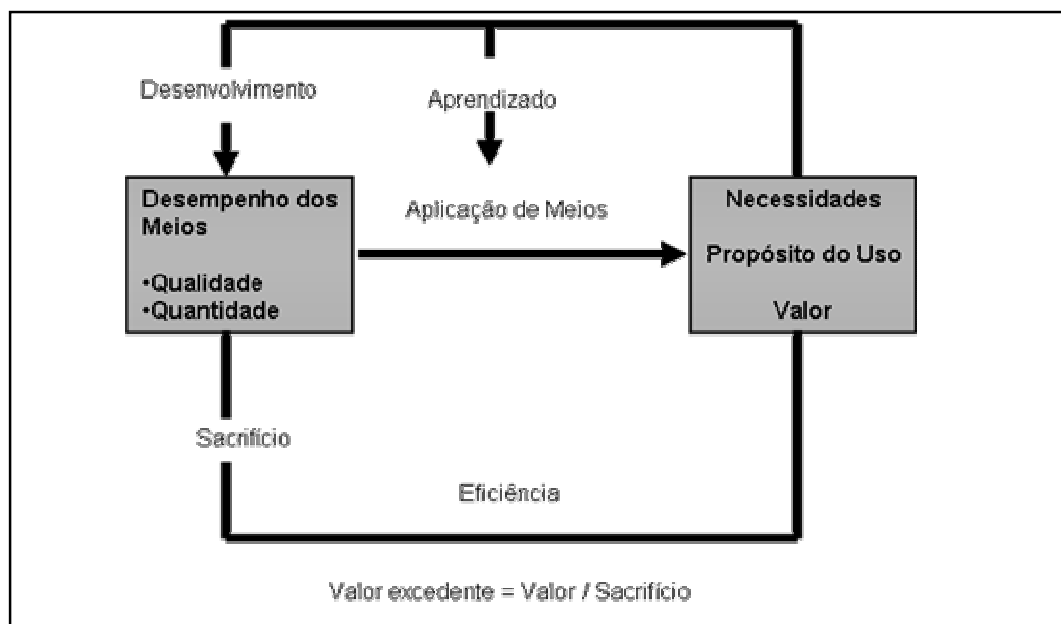 Desenvolvimento
Aprendizado
Desempenho dos
Meios
•Qualidade
•Quantidade
Aplicação de Meios
Necessidades
Propósito do Uso
Valor
Sacrifício
Eficiência
Valor excedente = Valor / Sacrifício